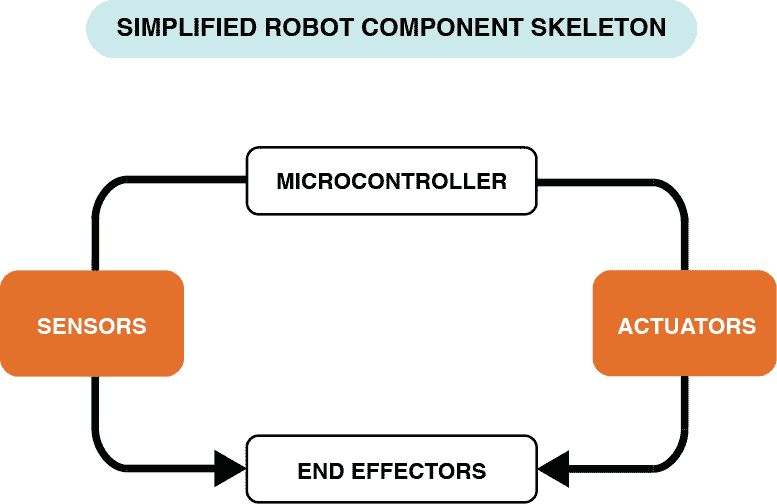 SIMPLIFIED ROBOT COMPONENT SKELETON
MICROCONTROLLER
SENSORS
ACTUATORS
END EFFECTORS